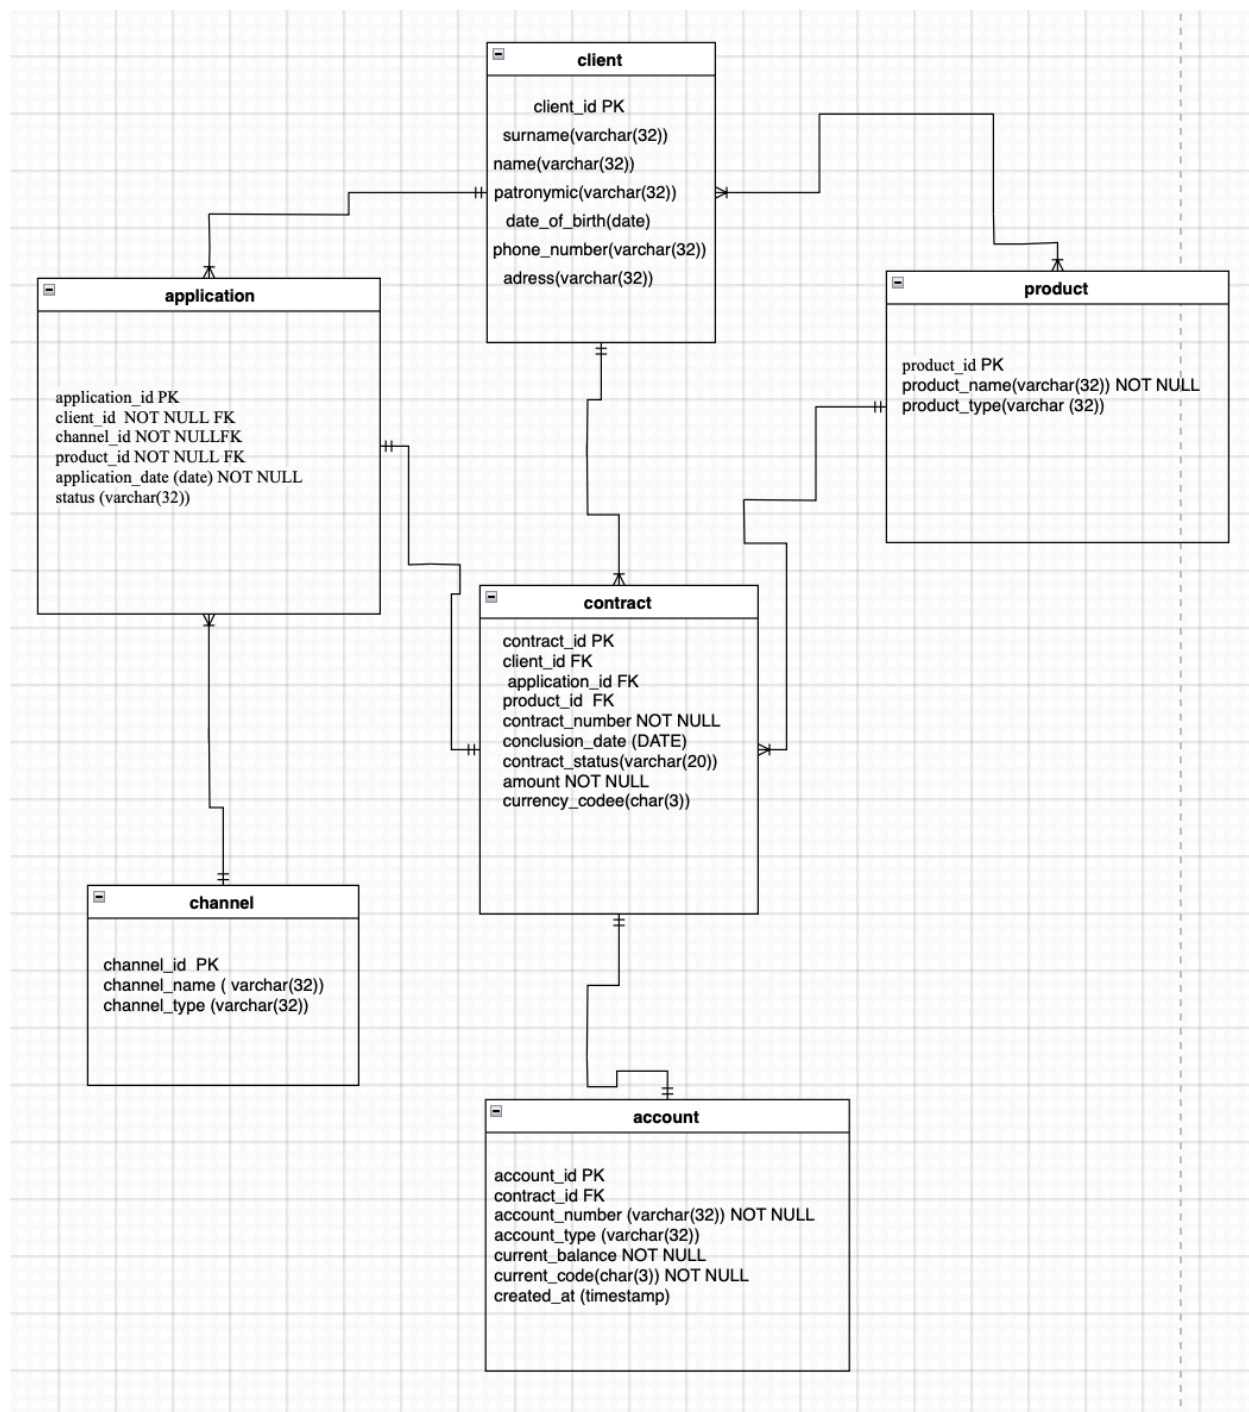 client
client_id PK
surname(varchar(32))
name(varchar(32))
patronymic(varchar(32))
date_of_birth(date)
phone_number(varchar(32))
adress(varchar(32))
application
application_id PK
client_id  NOT NULL FK
channel_id NOT NULLFK
product_id NOT NULL FK
application_date (date) NOT NULL
status (varchar(32))
product
product_id PK
product_name(varchar(32)) NOT NULL
product_type(varchar (32))
contract
contract_id PK
client_id FK
application_id FK
product_id  FK
contract_number NOT NULL
conclusion_date (DATE)
contract_status(varchar(20))
amount NOT NULL
currency_codee(char(3))
channel
channel_id  PK
channel_name ( varchar(32))
channel_type (varchar(32))
account
account_id PK
contract_id FK
account_number (varchar(32)) NOT NULL
account_type (varchar(32))
current_balance NOT NULL
current_code(char(3)) NOT NULL
created_at (timestamp)